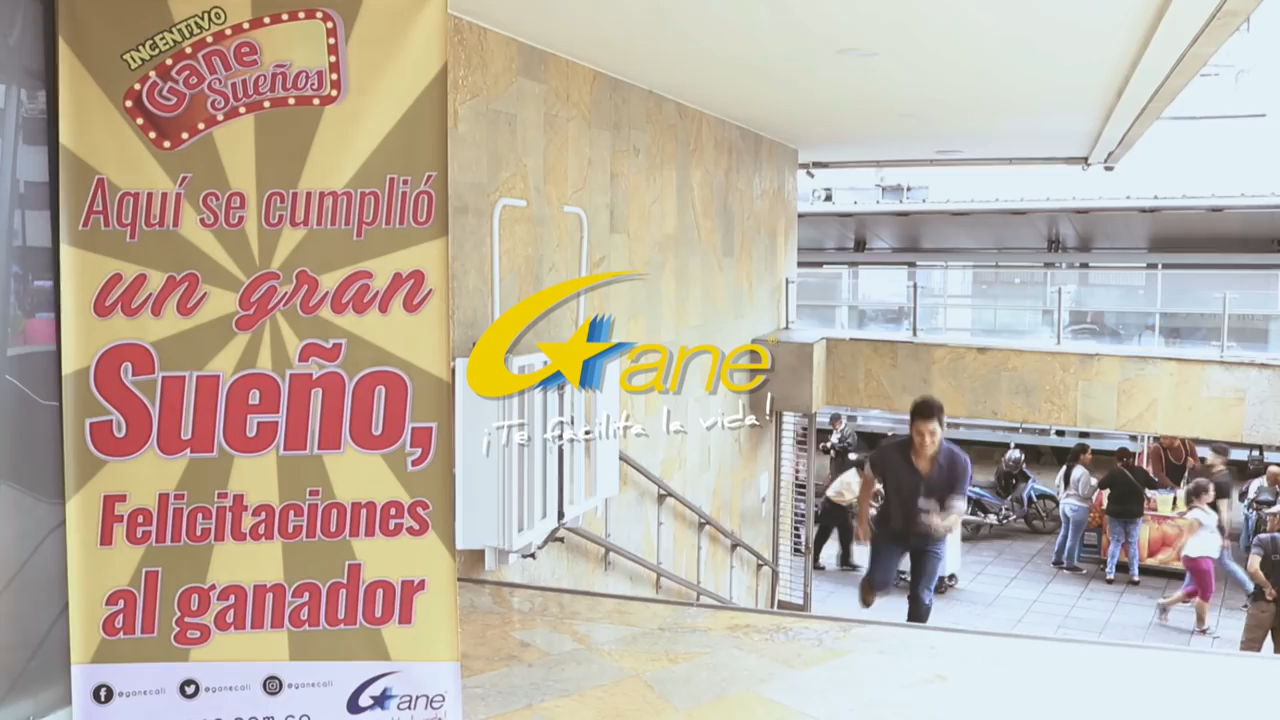 INCENTIVO
Gane
Sueños
Aquí se cumplió
un gran
Sueño,
Felicitaciones
al ganador
@ganecali
@ganecali
@ganecali
Gane
Gane®
¡Te facilita la vida!